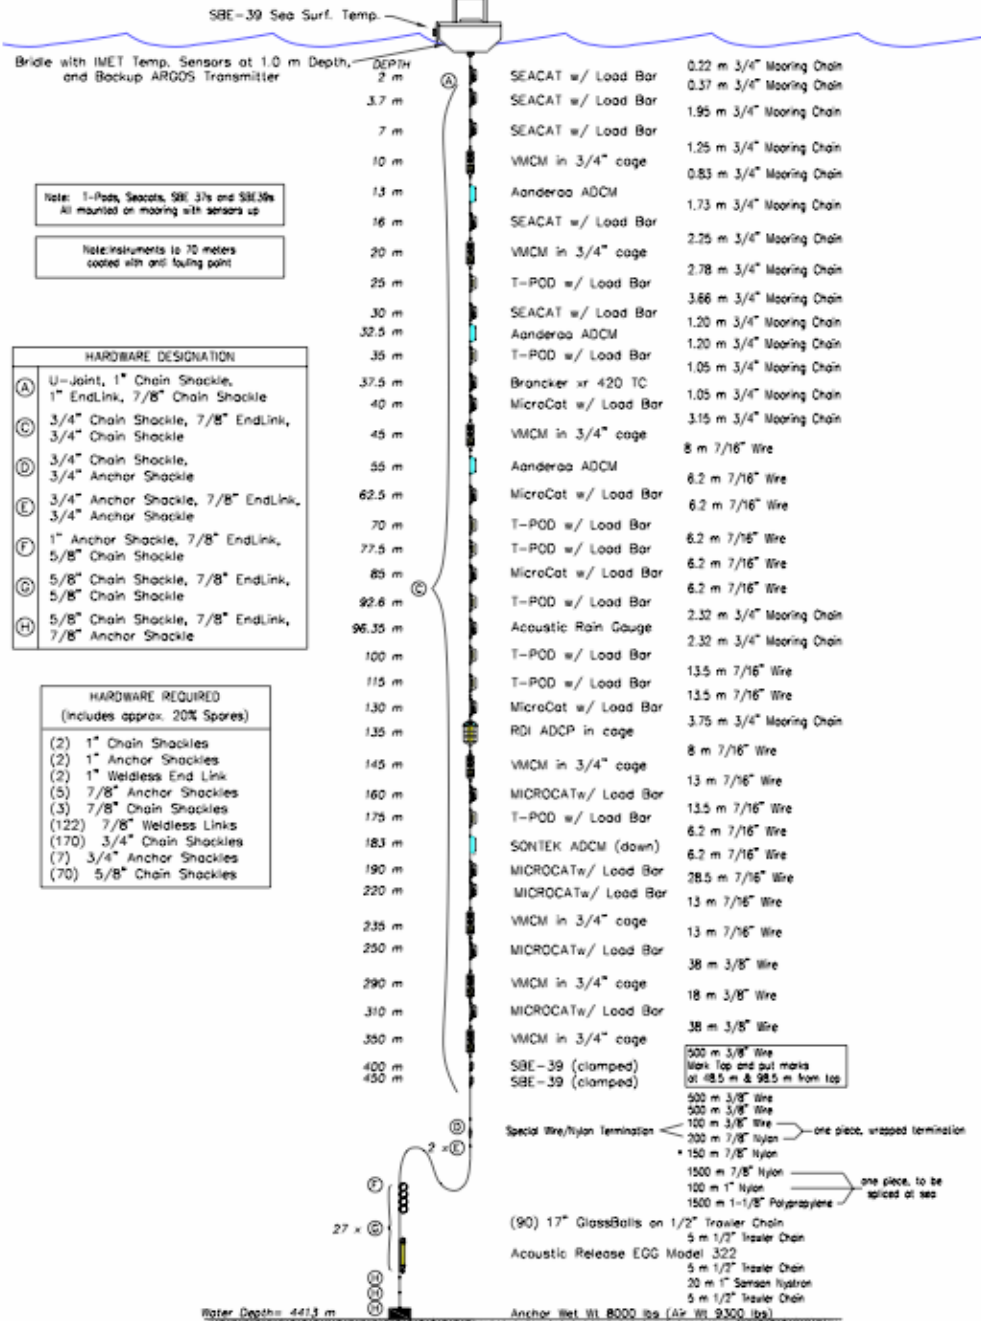 SBE-39 Sea Surf. Temp.
Bridle with IMET Temp. Sensors at 1.0 m Depth,
and Backup ARGOS Transmitter
DEPTH
2 m
SEACAT w/ Load Bar
0.22 m 3/4" Mooring Chain
0.37 m 3/4" Mooring Chain
3.7 m
SEACAT w/ Load Bar
1.95 m 3/4" Mooring Chain
7 m
SEACAT w/ Load Bar
1.25 m 3/4" Mooring Chain
10 m
VMCM in 3/4" cage
0.83 m 3/4" Mooring Chain
13 m
Aanderaa ADCM
1.73 m 3/4" Mooring Chain
16 m
SEACAT w/ Load Bar
2.25 m 3/4" Mooring Chain
20 m
VMCM in 3/4" cage
2.78 m 3/4" Mooring Chain
25 m
T-POD w/ Load Bar
3.66 m 3/4" Mooring Chain
30 m
SEACAT w/ Load Bar
1.20 m 3/4" Mooring Chain
32.5 m
Aanderaa ADCM
1.20 m 3/4" Mooring Chain
35 m
T-POD w/ Load Bar
1.05 m 3/4" Mooring Chain
37.5 m
Brancker xr 420 TC
1.05 m 3/4" Mooring Chain
40 m
MicroCat w/ Load Bar
3.15 m 3/4" Mooring Chain
45 m
VMCM in 3/4" cage
8 m 7/16" Wire
55 m
Aanderaa ADCM
6.2 m 7/16" Wire
62.5 m
MicroCat w/ Load Bar
6.2 m 7/16" Wire
70 m
T-POD w/ Load Bar
6.2 m 7/16" Wire
77.5 m
T-POD w/ Load Bar
6.2 m 7/16" Wire
85 m
MicroCat w/ Load Bar
6.2 m 7/16" Wire
92.6 m
T-POD w/ Load Bar
2.32 m 3/4" Mooring Chain
96.35 m
Acoustic Rain Gauge
2.32 m 3/4" Mooring Chain
100 m
T-POD w/ Load Bar
13.5 m 7/16" Wire
115 m
T-POD w/ Load Bar
13.5 m 7/16" Wire
130 m
MicroCat w/ Load Bar
3.75 m 3/4" Mooring Chain
135 m
RDI ADCP in cage
8 m 7/16" Wire
145 m
VMCM in 3/4" cage
13 m 7/16" Wire
160 m
MICROCATw/ Load Bar
13.5 m 7/16" Wire
175 m
T-POD w/ Load Bar
6.2 m 7/16" Wire
183 m
SONTEK ADCM (down)
6.2 m 7/16" Wire
190 m
MICROCATw/ Load Bar
28.5 m 7/16" Wire
220 m
MICROCATw/ Load Bar
13 m 7/16" Wire
235 m
VMCM in 3/4" cage
13 m 7/16" Wire
250 m
MICROCATw/ Load Bar
38 m 3/8" Wire
290 m
VMCM in 3/4" cage
18 m 3/8" Wire
310 m
MICROCATw/ Load Bar
38 m 3/8" Wire
350 m
VMCM in 3/4" cage
400 m
SBE-39 (clamped)
450 m
SBE-39 (clamped)
500 m 3/8" Wire
Mark Top and put marks
at 48.5 m & 98.5 m from top
500 m 3/8" Wire
500 m 3/8" Wire
Special Wire/Nylon Termination
100 m 3/8" Wire
200 m 7/8" Nylon
one piece, wrapped termination
* 150 m 7/8" Nylon
1500 m 7/8" Nylon
100 m 1" Nylon
1500 m 1-1/8" Polypropylene
one piece, to be
spliced at sea
(90) 17" GlassBalls on 1/2" Trawler Chain
5 m 1/2" Trawler Chain
Acoustic Release EGG Model 322
5 m 1/2" Trawler Chain
20 m 1" Samson Nystron
5 m 1/2" Trawler Chain
Anchor Wet Wt. 8000 lbs (Air Wt 9300 lbs)
Water Depth= 4413 m
A
C
D
2 x E
F
27 x G
H
H
H
Note: T-Pods, Seacats, SBE 37s and SBE39s
All mounted on mooring with sensors up
Note:Instruments to 70 meters
coated with anti fouling paint
HARDWARE DESIGNATION
A U-Joint, 1" Chain Shackle,
1" EndLink, 7/8" Chain Shackle
C 3/4" Chain Shackle, 7/8" EndLink,
3/4" Chain Shackle
D 3/4" Chain Shackle,
3/4" Anchor Shackle
E 3/4" Anchor Shackle, 7/8" EndLink,
3/4" Anchor Shackle
F 1" Anchor Shackle, 7/8" EndLink,
5/8" Chain Shackle
G 5/8" Chain Shackle, 7/8" EndLink,
5/8" Chain Shackle
H 5/8" Chain Shackle, 7/8" EndLink,
7/8" Anchor Shackle
HARDWARE REQUIRED
(Includes approx. 20% Spares)
(2) 1" Chain Shackles
(2) 1" Anchor Shackles
(2) 1" Weldless End Link
(5) 7/8" Anchor Shackles
(3) 7/8" Chain Shackles
(122) 7/8" Weldless Links
(170) 3/4" Chain Shackles
(7) 3/4" Anchor Shackles
(70) 5/8" Chain Shackles